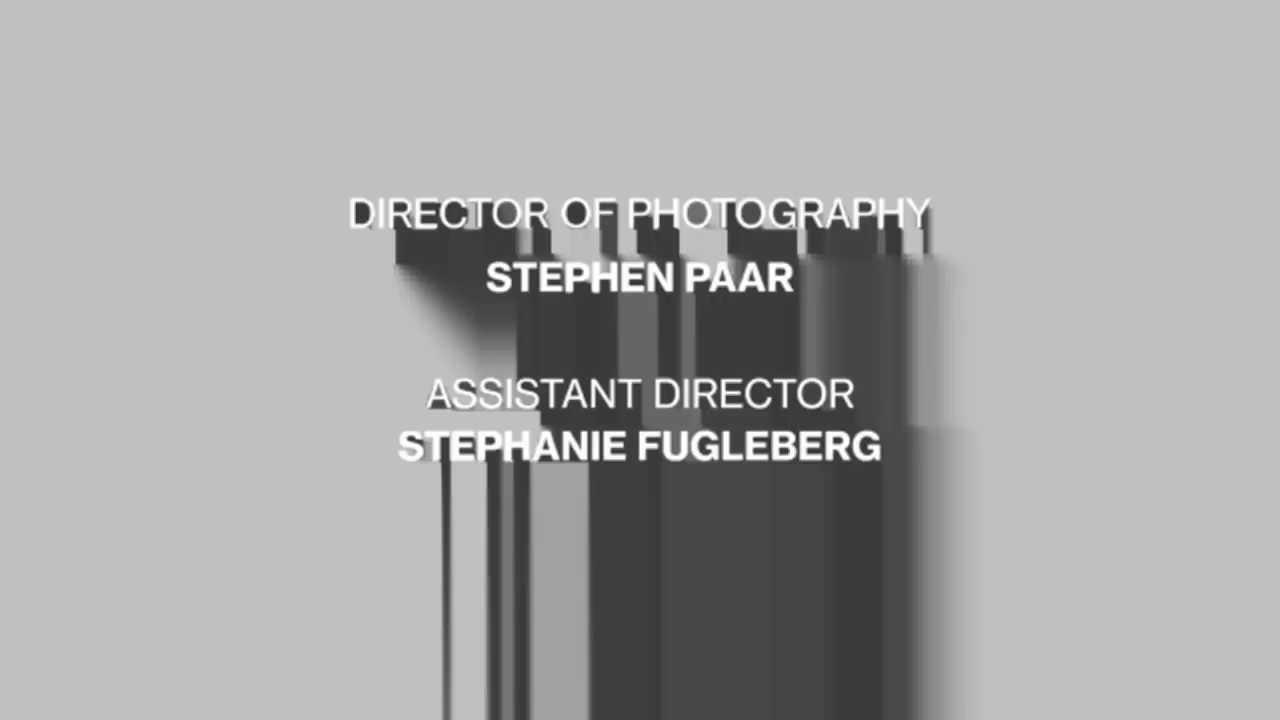 DIRECTOR OF PHOTOGRAPHY
STEPHEN PAAR
ASSISTANT DIRECTOR
STEPHANIE FUGLEBERG